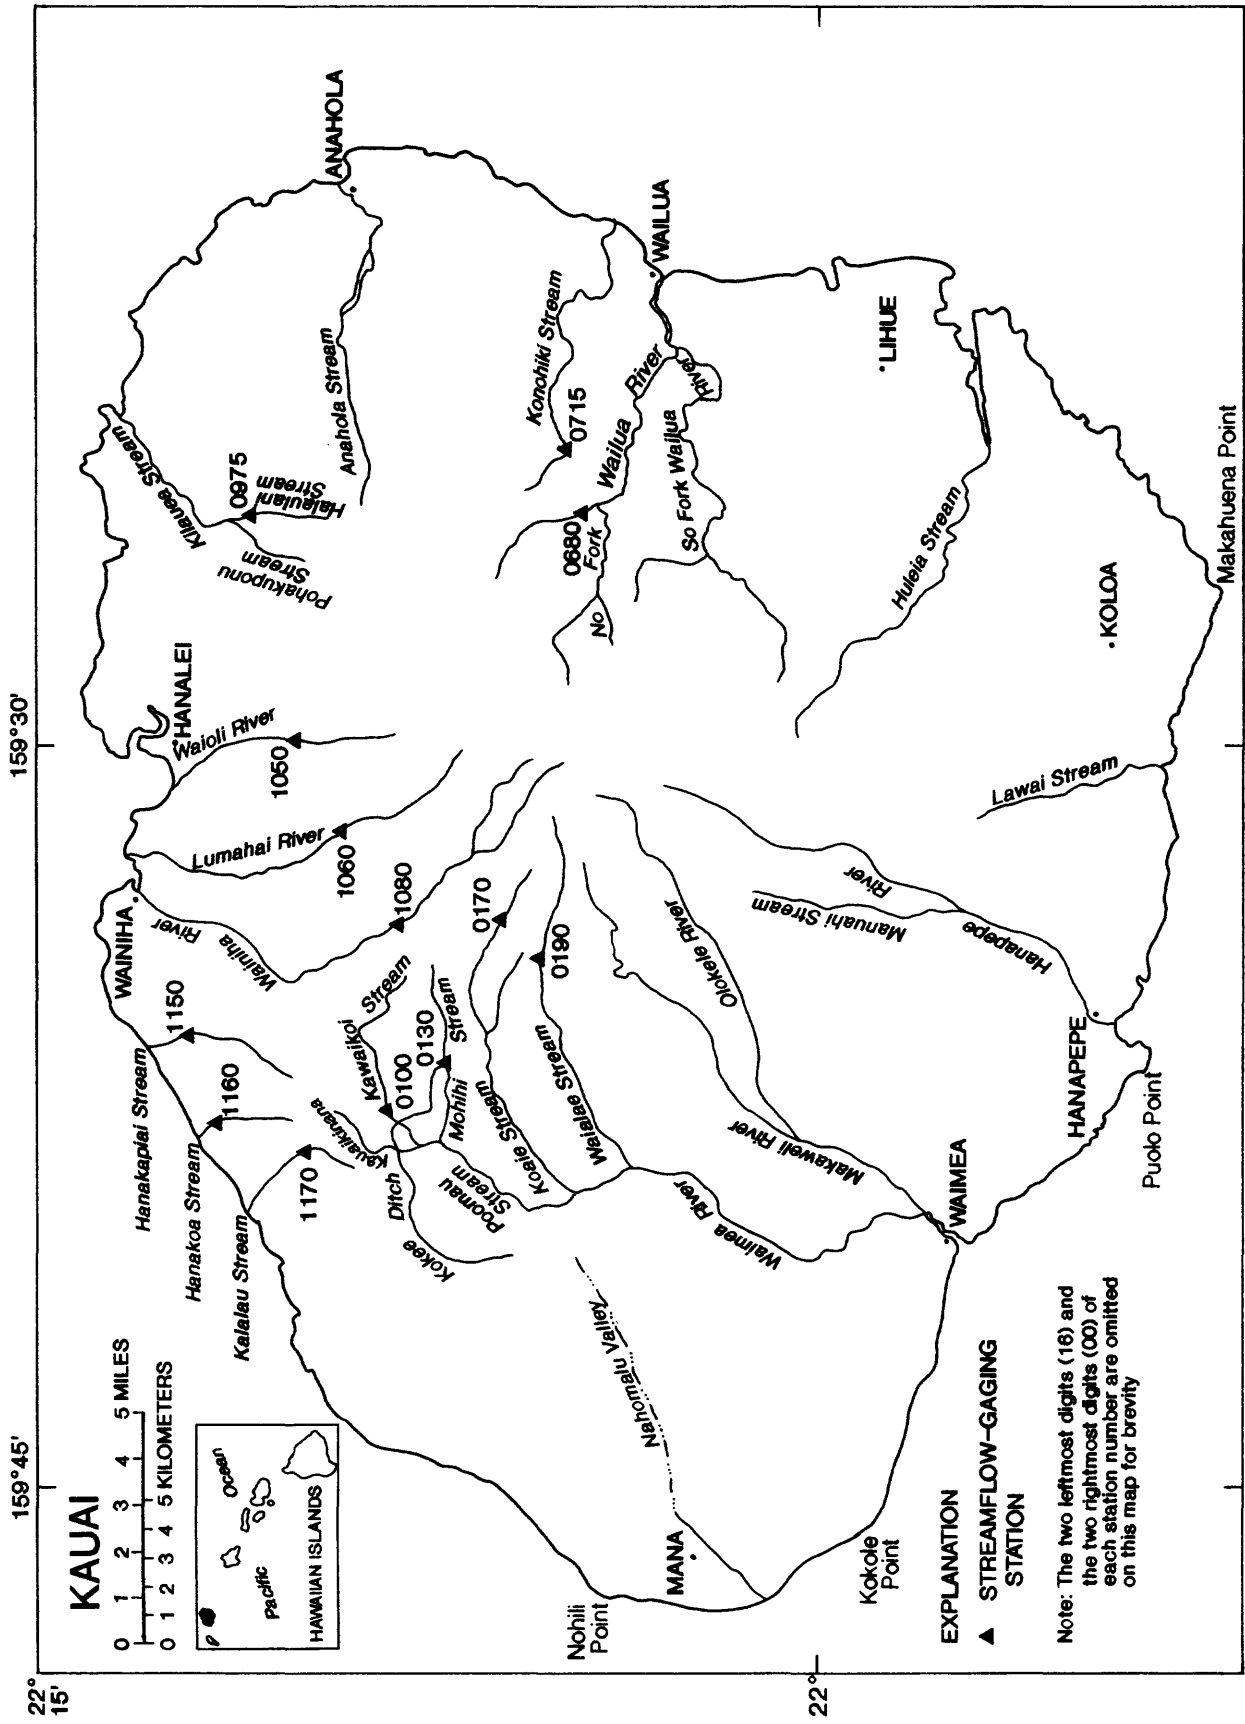 KAUAI
0 1 2 3 4 5 MILES
0 1 2 3 5 KILOMETERS
Pacific
Ocean
HAWAIIAN ISLANDS
22°
15'
22°
159°45'
159°30'
Kalalau Stream
Hanakoa Stream
Hanakapiai Stream
1170
1160
1150
WAINIHA
Wainiha
River
1080
Lumahai River
1060
HANALEI
Waioli River
1050
Kilauea Stream
Pohakuponu
Stream
Halaulani
Stream
0975
ANAHOLA
Anahola Stream
Konohiki Stream
0715
0680
No
Fork
Wailua
River
WAILUA
So Fork Wailua
River
LIHUE
Huleia Stream
KOLOA
Makahuena Point
Lawai Stream
Hanapepe
River
Manuahi Stream
HANAPEPE
Puolo Point
Olokele River
Makaweli River
WAIMEA
Waimea River
Waialae Stream
0190
Koaie Stream
0170
Mohihi
Stream
0130
Kawaikoi
Stream
0100
Kauaikinana
Poomau
Stream
Kokee
Ditch
Nahomalu Valley
MANA
Nohili
Point
Kokole
Point
EXPLANATION
STREAMFLOW-GAGING
STATION
Note: The two leftmost digits (16) and
the two rightmost digits (00) of
each station number are omitted
on this map for brevity